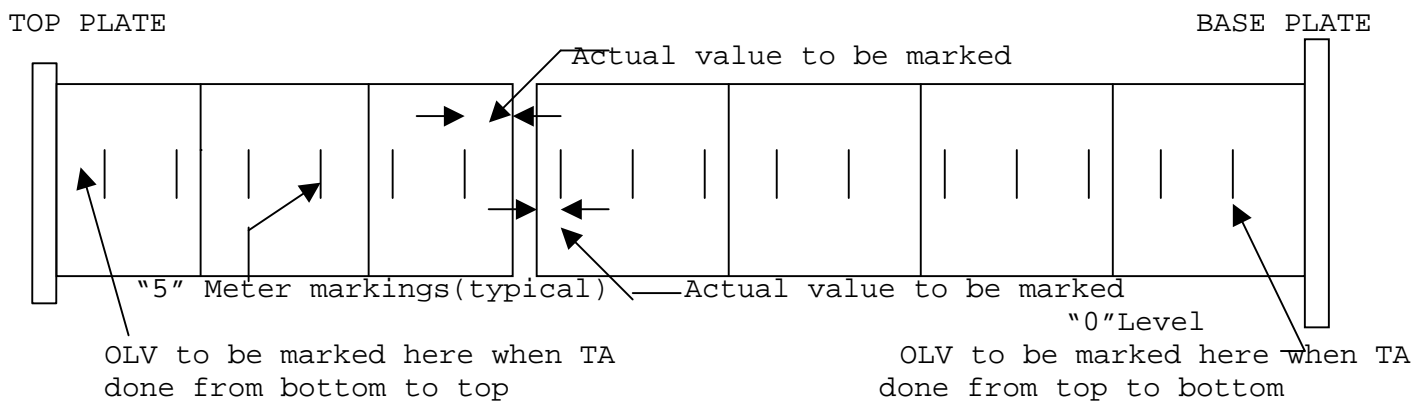 TOP PLATE
BASE PLATE
Actual value to be marked
"5" Meter markings(typical)
Actual value to be marked
"0"Level
OLV to be marked here when TA
done from bottom to top
OLV to be marked here when TA
done from top to bottom